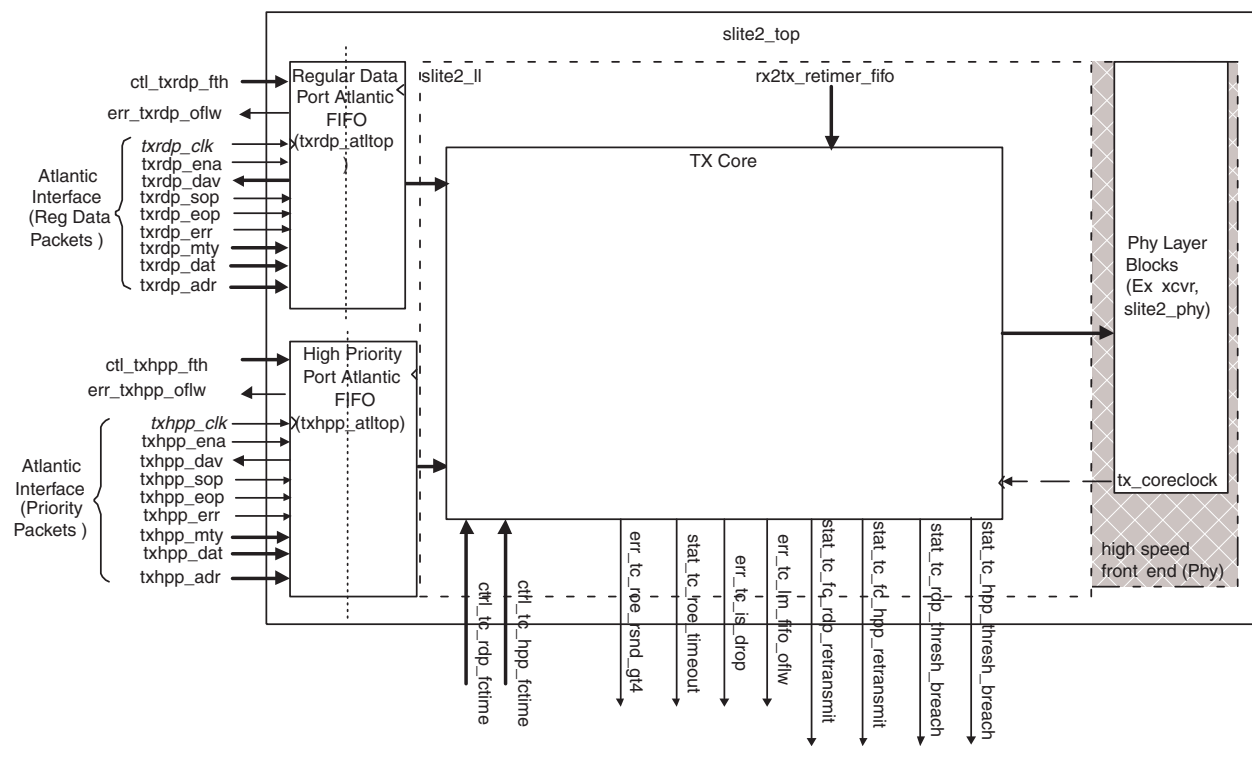 slite2_top
ctl_txrdp_fth
err_txrdp_oflw
Atlantic
Interface
(Reg Data
Packets )
txrdp_clk
txrdp_ena
txrdp_dav
txrdp_sop
txrdp_eop
txrdp_err
txrdp_mty
txrdp_dat
txrdp_adr
Regular Data
Port Atlantic
FIFO
(txrdp_atltop
)
slite2_ll
rx2tx_retimer_fifo
TX Core
ctl_txhpp_fth
err_txhpp_oflw
Atlantic
Interface
(Priority
Packets )
txhpp_clk
txhpp_ena
txhpp_dav
txhpp_sop
txhpp_eop
txhpp_err
txhpp_mty
txhpp_dat
txhpp_adr
High Priority
Port Atlantic
FIFO
(txhpp_atltop)
Phy Layer
Blocks
(Ex xcvr,
slite2_phy)
tx_coreclock
high speed
front end (Phy)
ctrl_tc_rdp_fctime
ctrl_tc_hpp_fctime
err_tc_roe_rsnd_gt4
stat_tc_roe_timeout
err_tc_is_drop
err_tc_lm_fifo_oflw
stat_tc_fc_rdp_retransmit
stat_tc_fd_hpp_retransmit
stat_tc_rdp_thresh_breach
stat_tc_hpp_thresh_breach